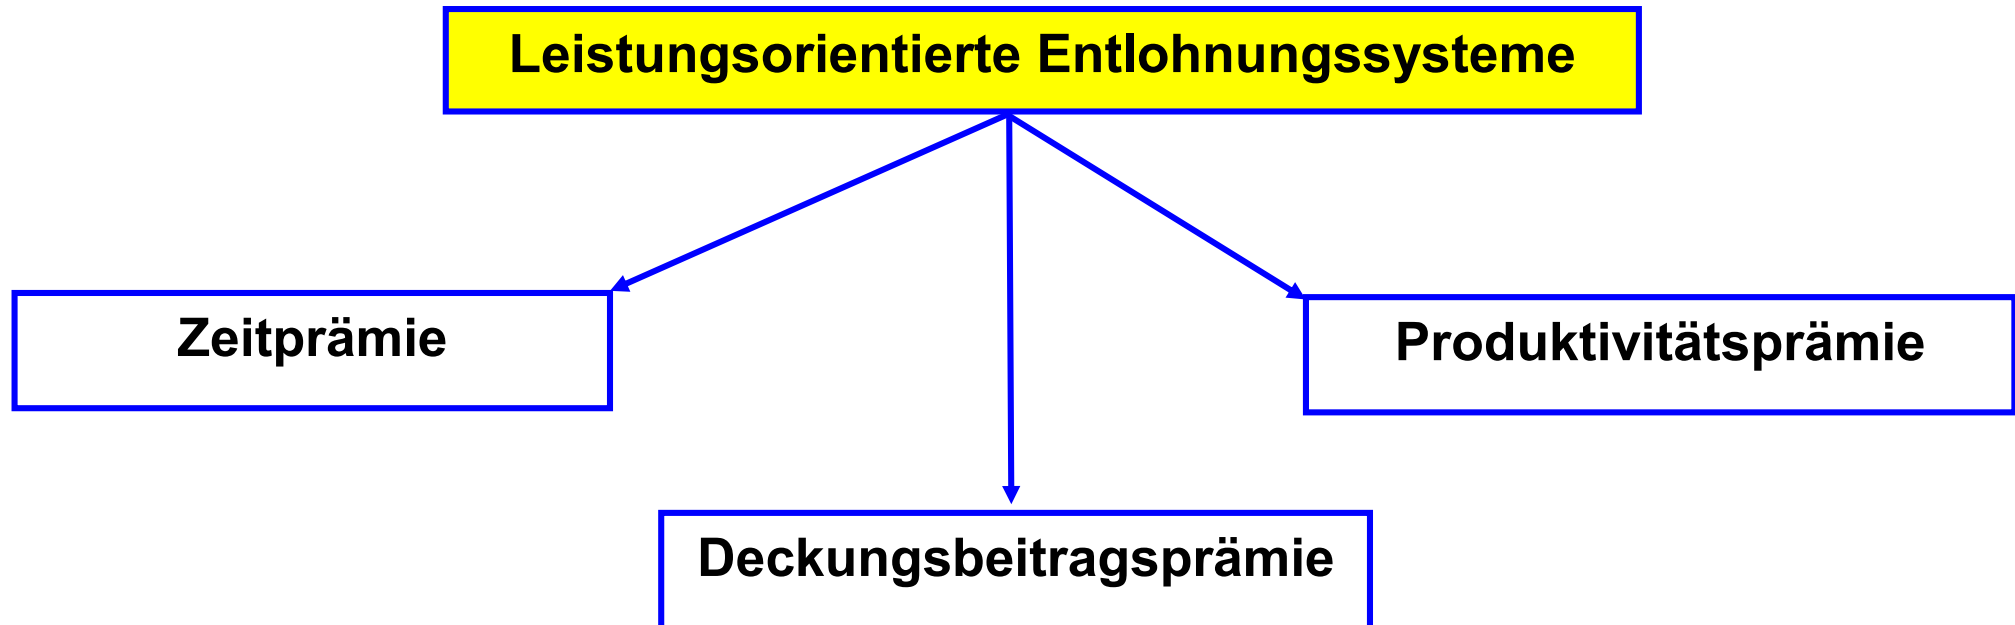 Leistungsorientierte Entlohnungssysteme
Zeitprämie
Produktivitätsprämie
Deckungsbeitragsprämie